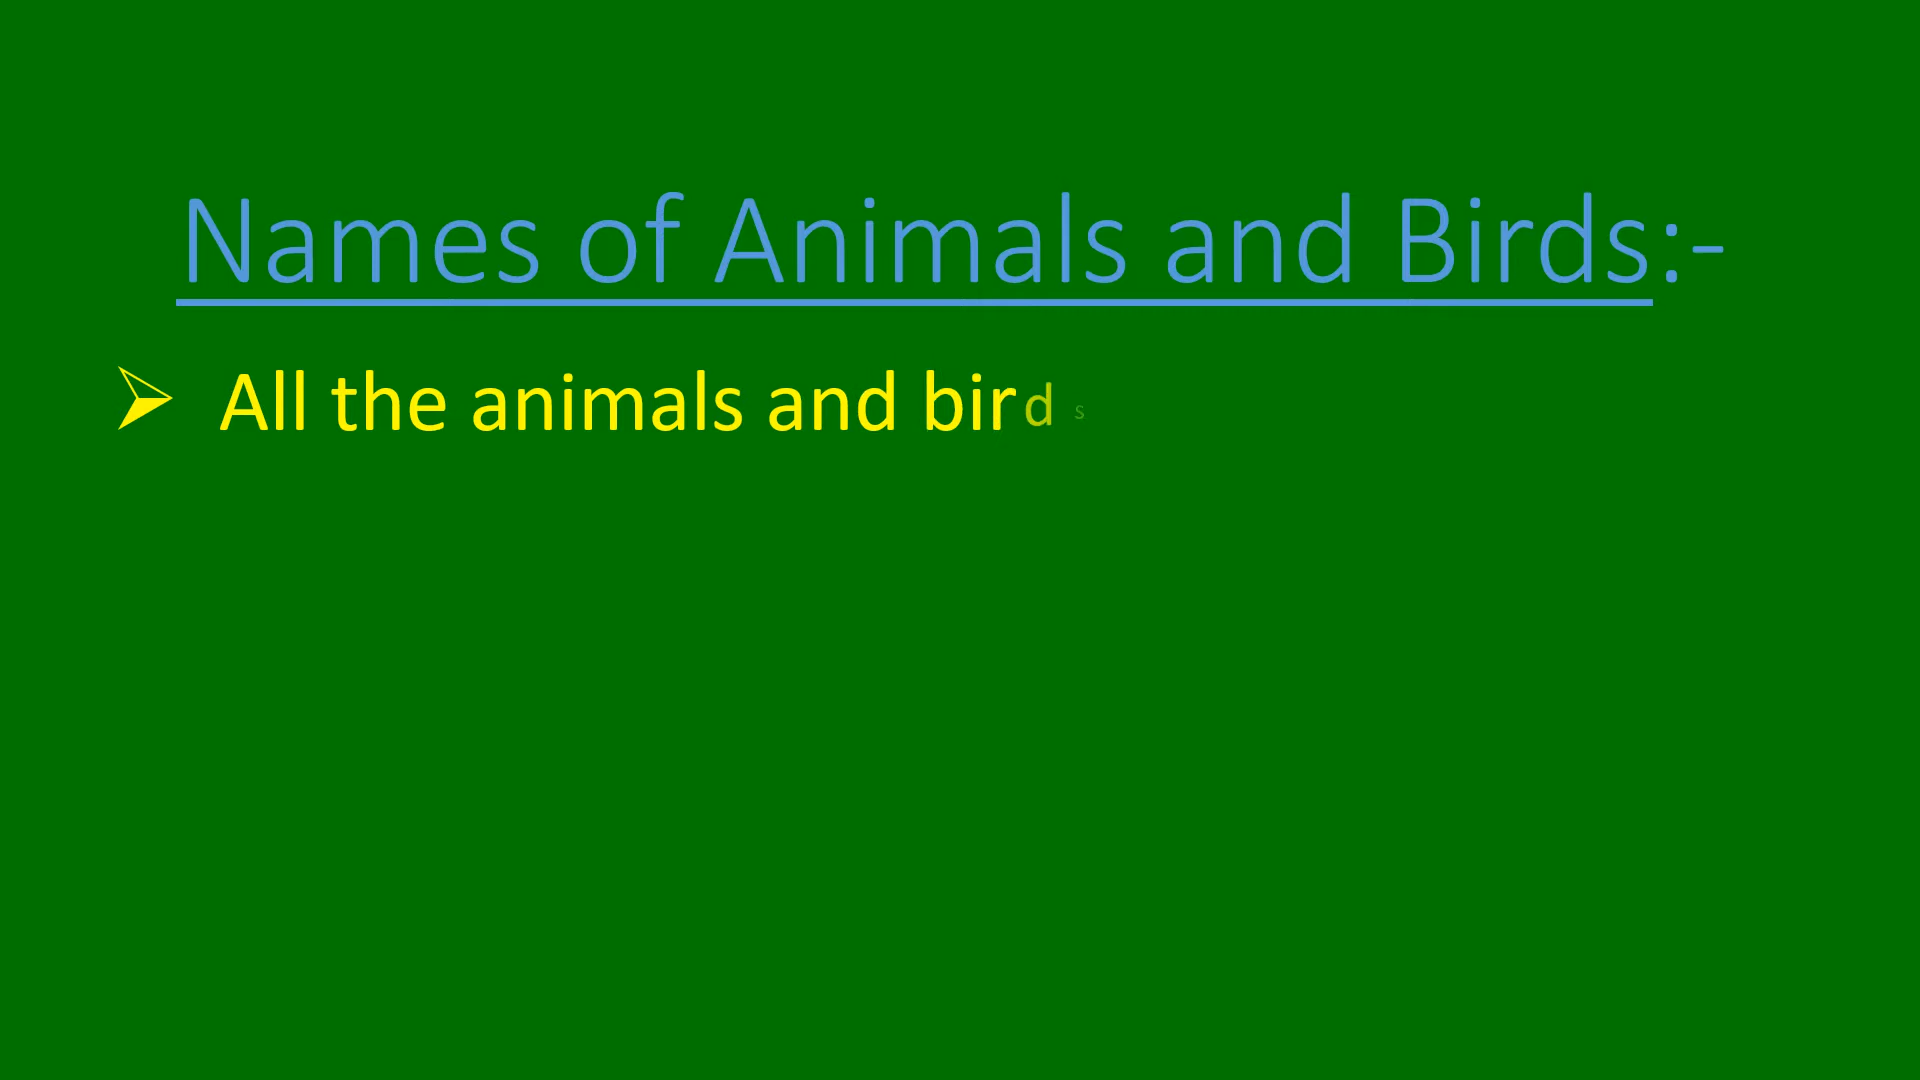 Names of Animals and Birds:-
➢ All the animals and birds